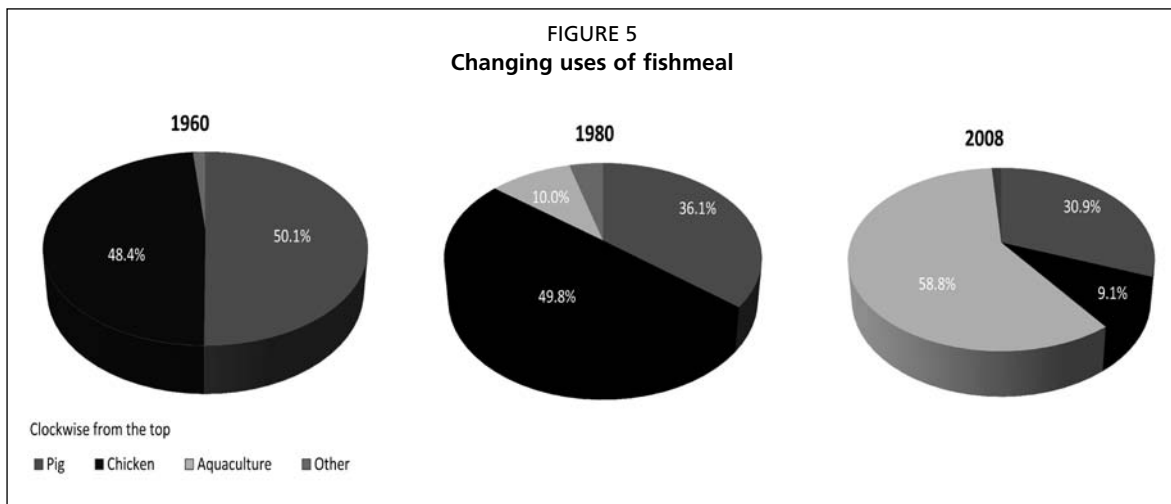 FIGURE 5
Changing uses of fishmeal
1960
1980
2008
48.4%
50.1%
10.0%
36.1%
49.8%
58.8%
30.9%
9.1%
Clockwise from the top
Pig Chicken Aquaculture Other